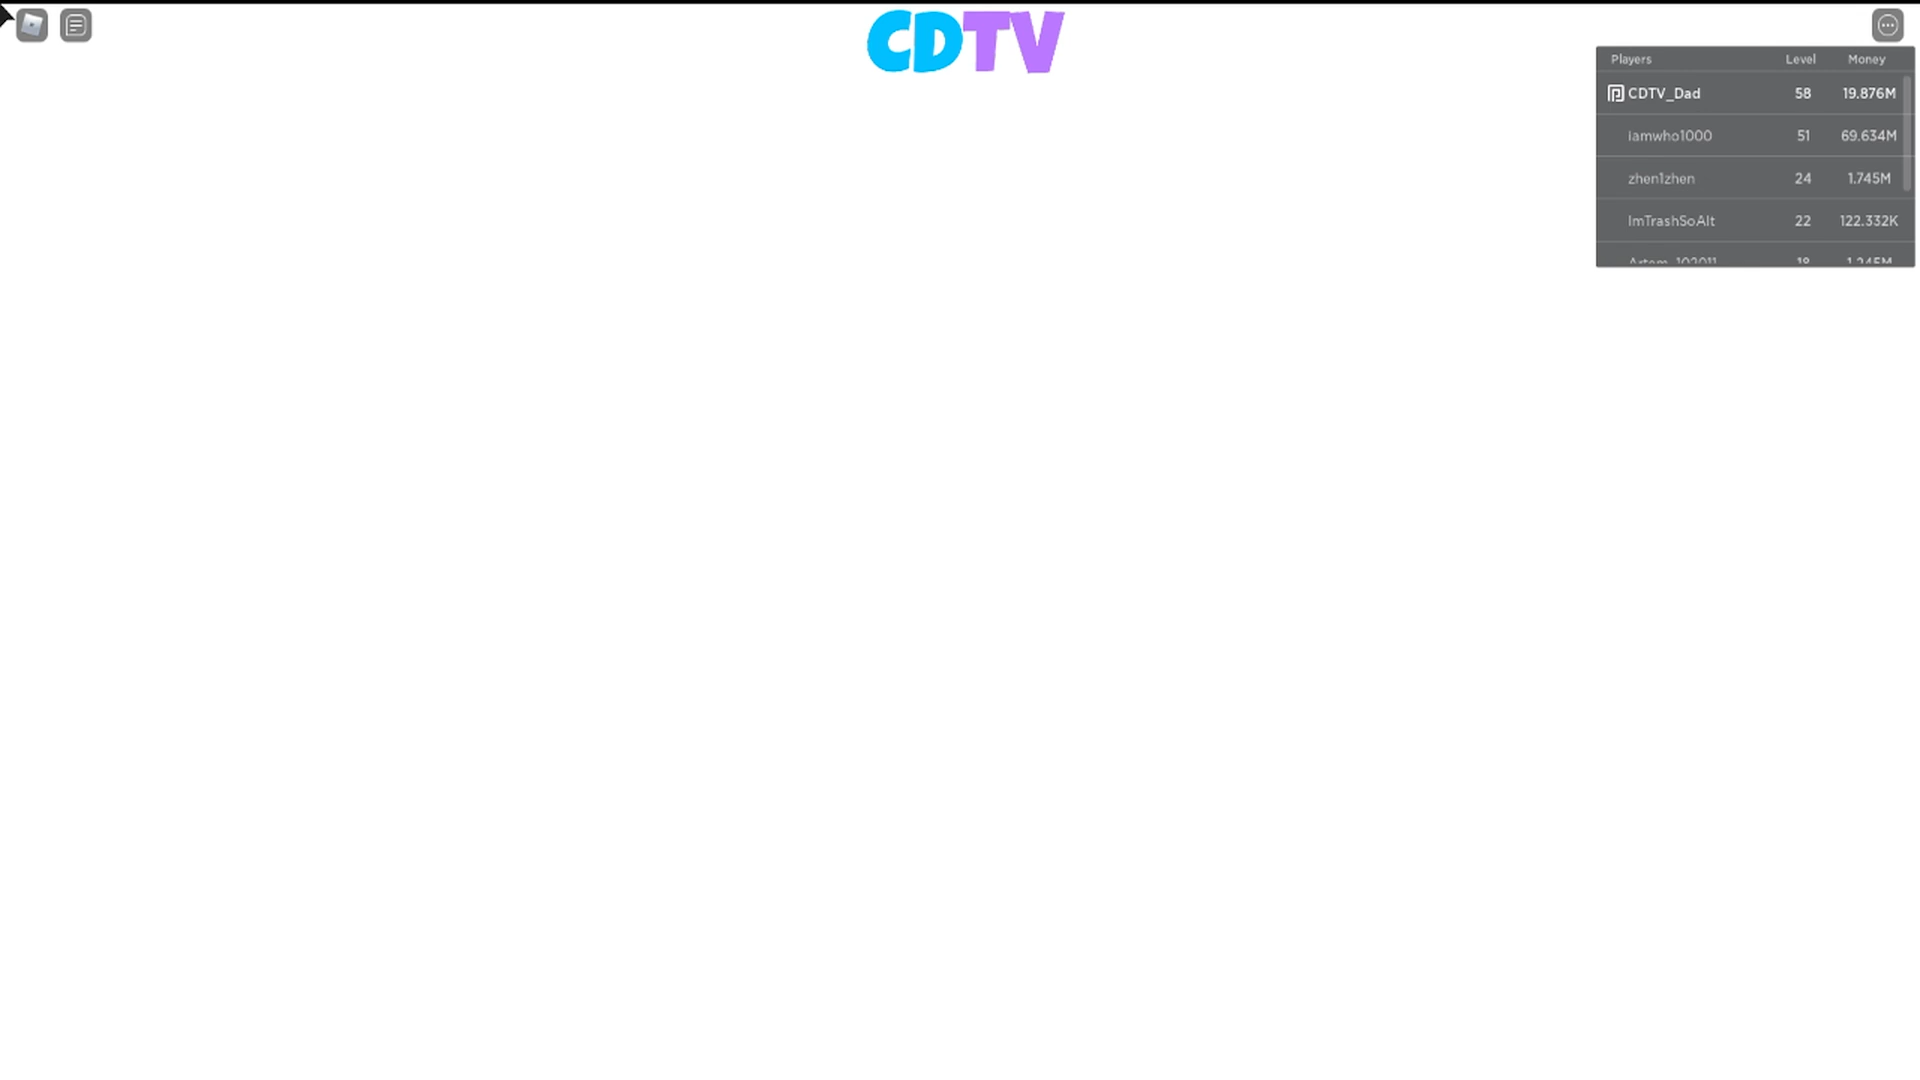 CDTV
Players Level Money
CDTV_Dad 58 19.876M
iamwho1000 51 69.634M
zhen1zhen 24 1.745M
ImTrashSoAlt 22 122.332K